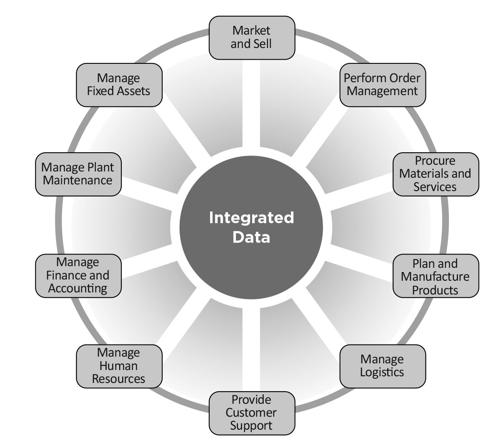 Market
and Sell
Perform Order
Management
Procure
Materials and
Services
Plan and
Manufacture
Products
Manage
Logistics
Provide
Customer
Support
Manage
Human
Resources
Manage
Finance and
Accounting
Manage Plant
Maintenance
Manage
Fixed Assets
Integrated
Data